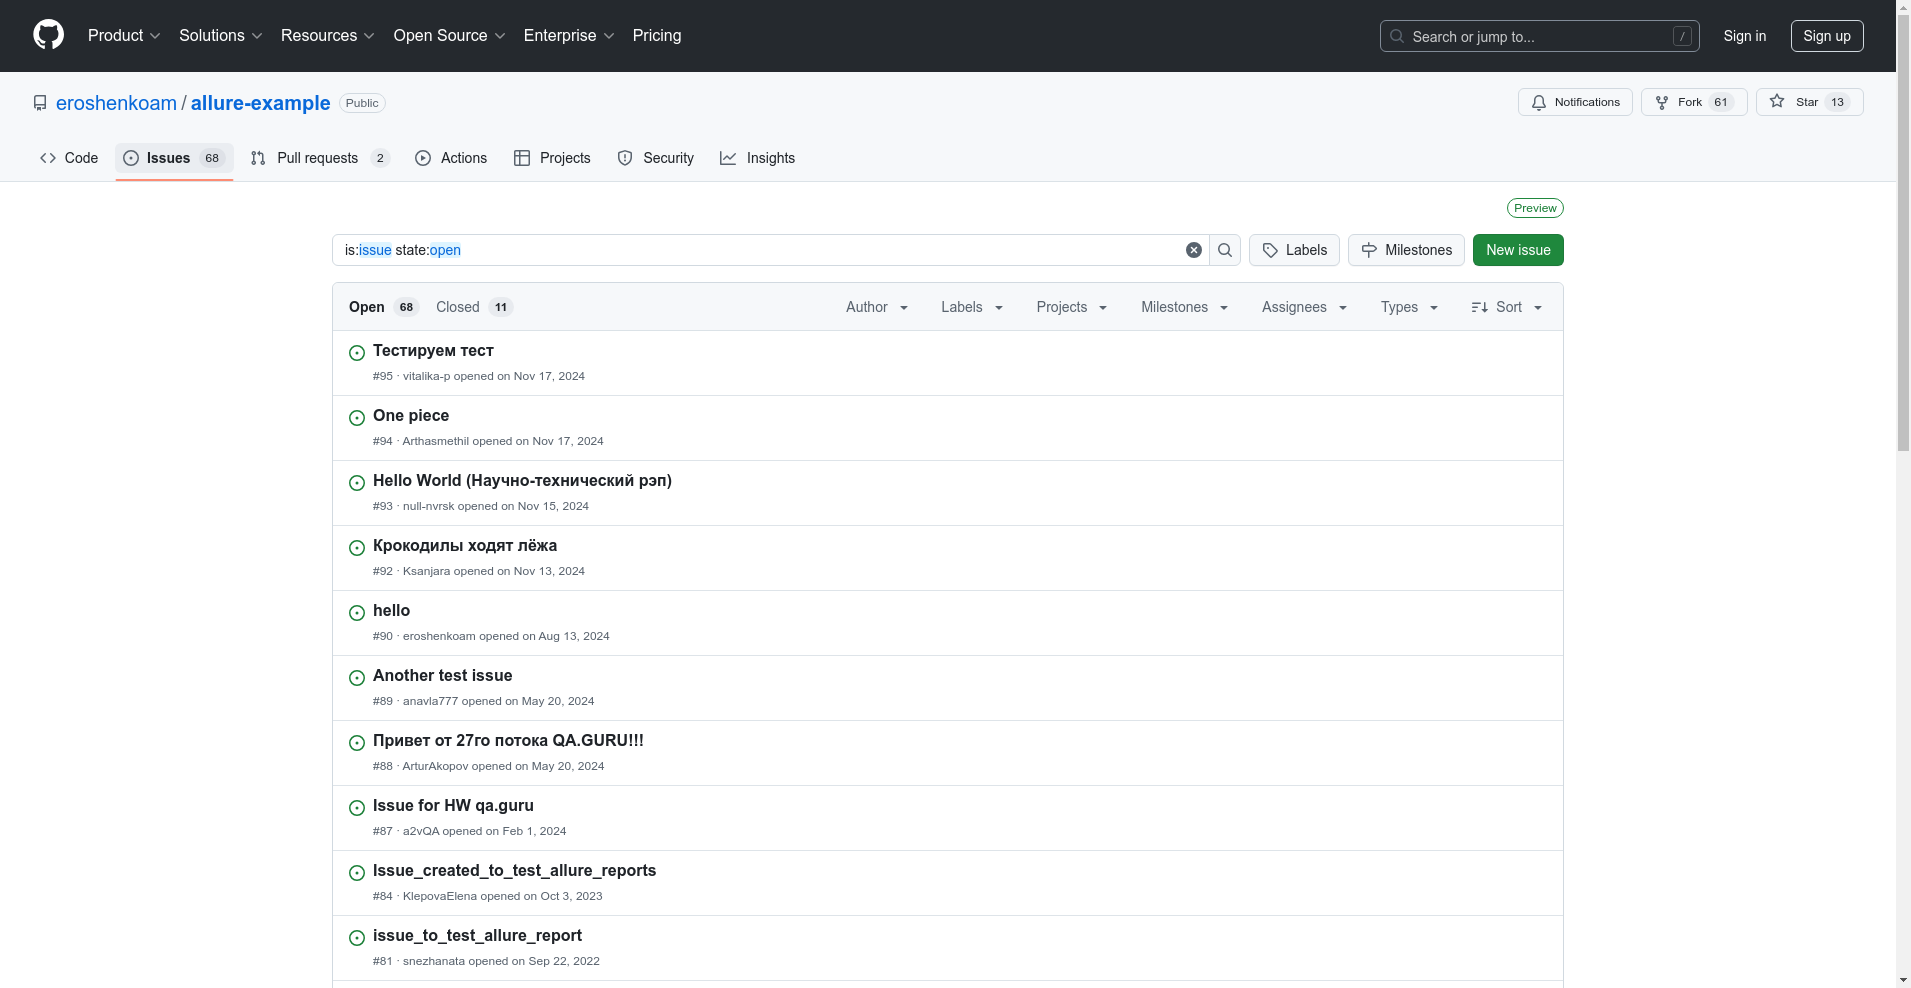 Product Solutions Resources Open Source Enterprise Pricing Search or jump to... / Sign in Sign up
eroshenkoam / allure-example Public Notifications Fork 61 Star 13
Code Issues 68 Pull requests 2 Actions Projects Security Insights
Preview
is:issue state:open Labels Milestones New issue
Open 68 Closed 11 Author Labels Projects Milestones Assignees Types Sort
Тестируем тест
#95 · vitalika-p opened on Nov 17, 2024
One piece
#94 · Arthasmethil opened on Nov 17, 2024
Hello World (Научно-технический рэп)
#93 · null-nvrsk opened on Nov 15, 2024
Крокодилы ходят лёжа
#92 · Ksanjara opened on Nov 13, 2024
hello
#90 · eroshenkoam opened on Aug 13, 2024
Another test issue
#89 · anavla777 opened on May 20, 2024
Привет от 27го потока QA.GURU!!!
#88 · ArturAkopov opened on May 20, 2024
Issue for HW qa.guru
#87 · a2vQA opened on Feb 1, 2024
Issue_created_to_test_allure_reports
#84 · KlepovaElena opened on Oct 3, 2023
issue_to_test_allure_report
#81 · snezhanata opened on Sep 22, 2022